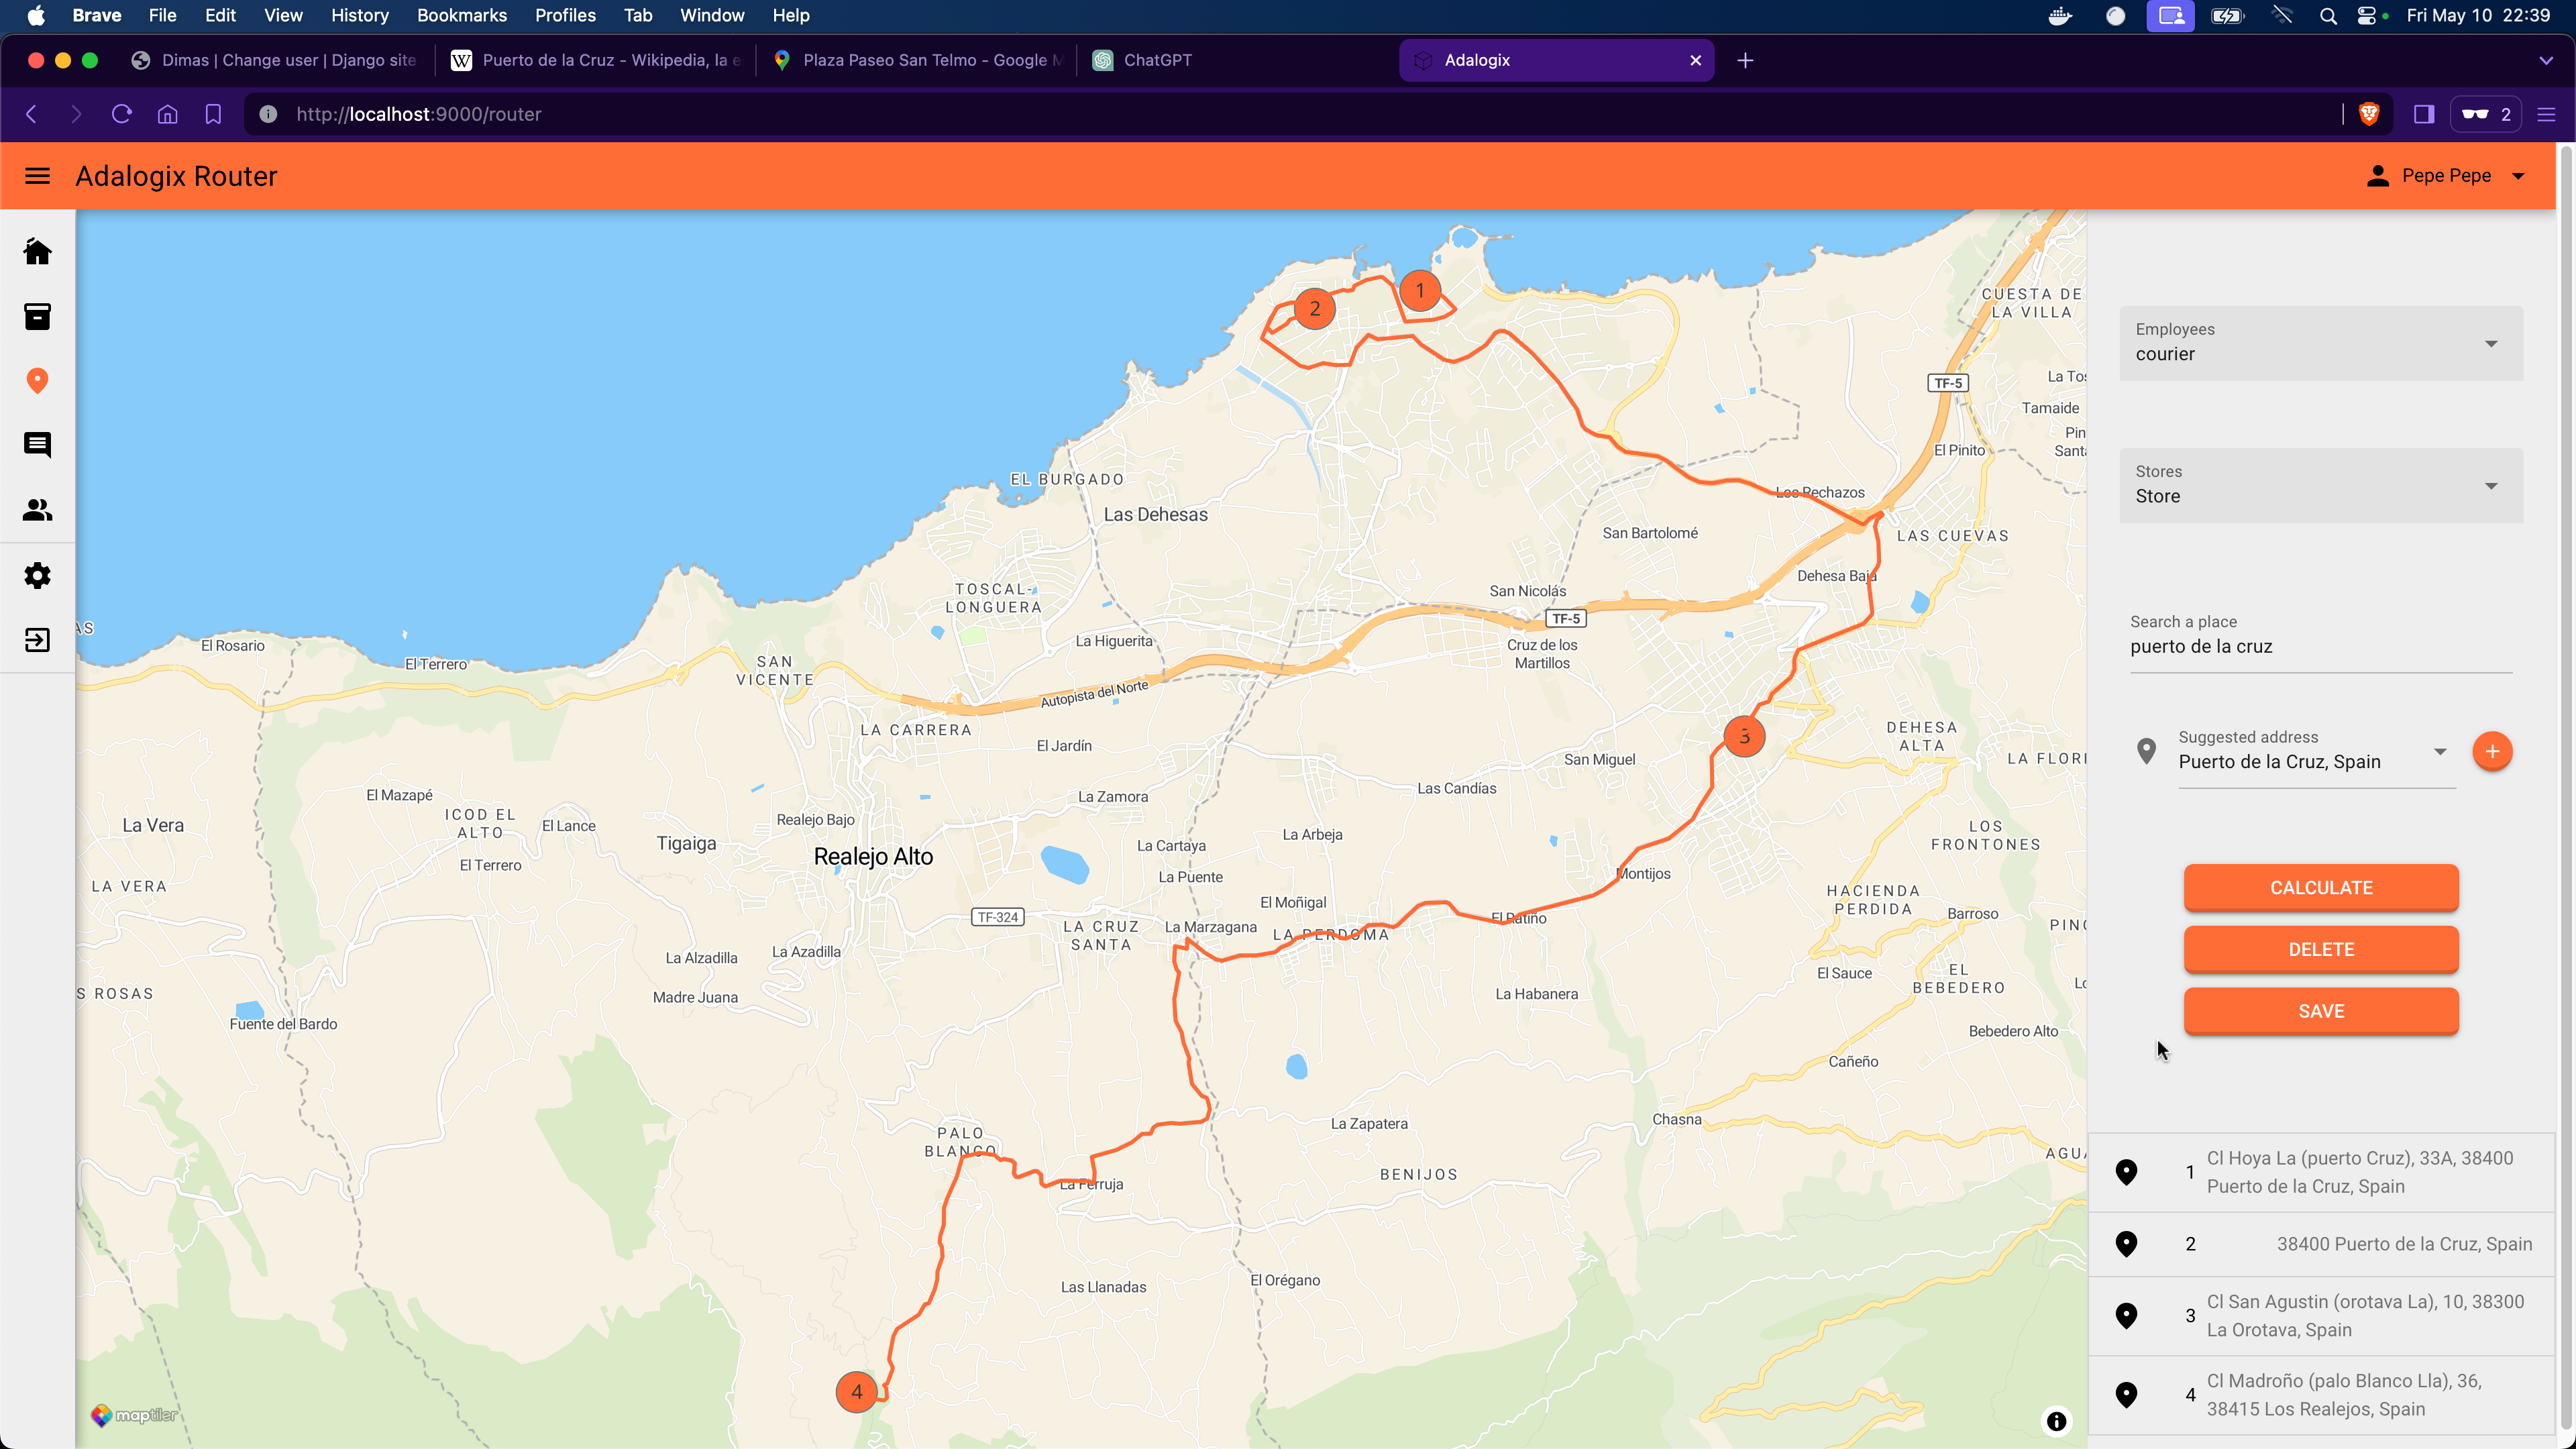 Brave File Edit View History Bookmarks Profiles Tab Window Help Fri May 10 22:39
Dimas | Change user | Django site
Puerto de la Cruz - Wikipedia, la e
Plaza Paseo San Telmo - Google M
ChatGPT
Adalogix
http://localhost:9000/router
2
Adalogix Router
Pepe Pepe
1
2
3
4
CUESTA DE
LA VILLA
TF-5
La Tos
Tamaide
El Pinito
Pin
Santa
EL BURGADO
Las Dehesas
Los Rechazos
San Bartolomé
LAS CUEVAS
Dehesa Baja
TOSCAL-
LONGUERA
San Nicolás
TF-5
AS
El Rosario
El Terrero
La Higuerita
Cruz de los
Martillos
SAN
VICENTE
Autopista del Norte
LA CARRERA
El Jardín
San Miguel
DEHESA
ALTA
LA FLORI
El Mazapé
La Zamora
Las Candías
La Vera
ICOD EL
ALTO
El Lance
Realejo Bajo
La Arbeja
LOS
FRONTONES
Tigaiga
La Cartaya
Realejo Alto
El Terrero
La Puente
Montijos
LA VERA
El Moñigal
HACIENDA
PERDIDA
Barroso
TF-324
LA CRUZ
SANTA
La Marzagana
LA PERDOMA
El Ratiño
PINO
La Alzadilla
La Azadilla
El Sauce
EL
BEBEDERO
Lo
S ROSAS
Madre Juana
La Habanera
Fuente del Bardo
Bebedero Alto
Cañeño
PALO
BLANCO
La Zapatera
Chasna
AGUA
La Ferruja
BENIJOS
Las Llanadas
El Orégano
maptiler
Employees
courier
Stores
Store
Search a place
puerto de la cruz
Suggested address
Puerto de la Cruz, Spain
CALCULATE
DELETE
SAVE
1 Cl Hoya La (puerto Cruz), 33A, 38400
Puerto de la Cruz, Spain
2 38400 Puerto de la Cruz, Spain
3 Cl San Agustin (orotava La), 10, 38300
La Orotava, Spain
4 Cl Madroño (palo Blanco Lla), 36,
38415 Los Realejos, Spain